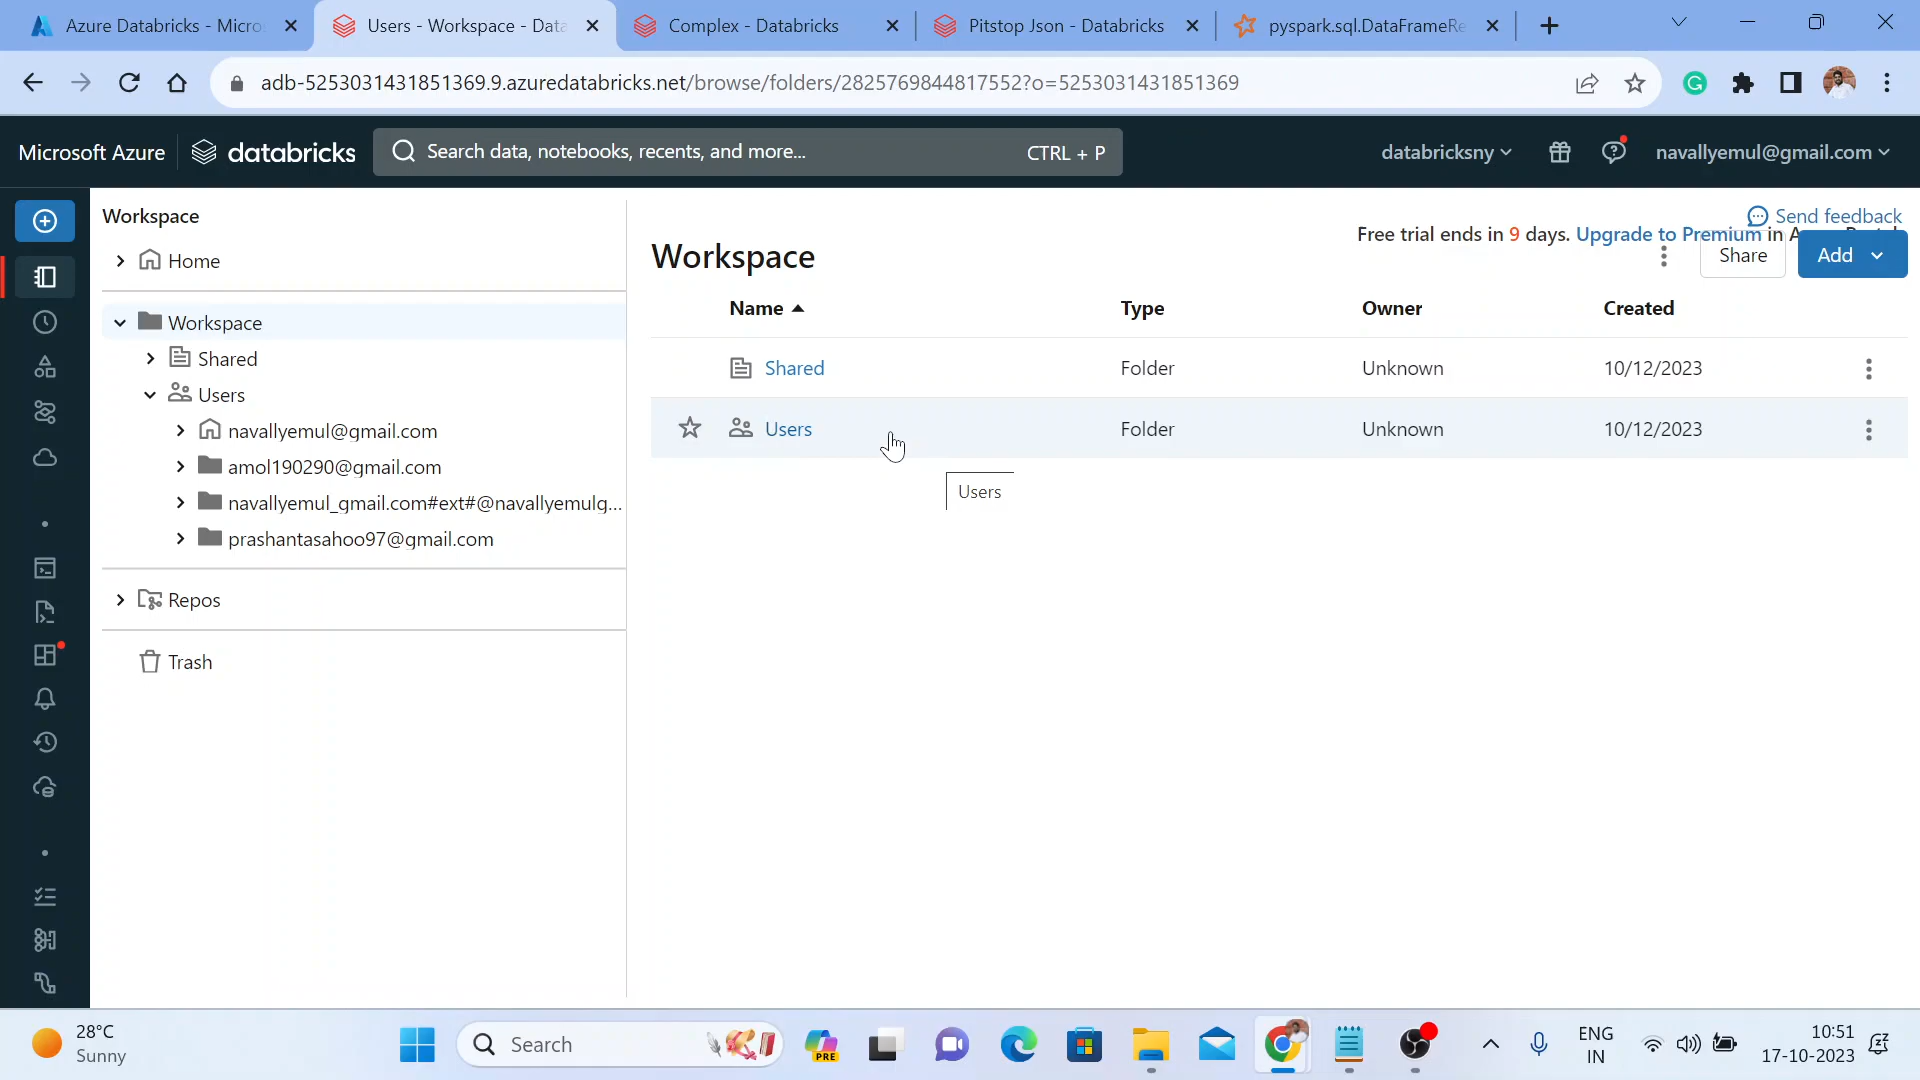 Azure Databricks - Micro
Users - Workspace - Data
Complex - Databricks
Pitstop Json - Databricks
pyspark.sql.DataFrameRe
adb-5253031431851369.9.azuredatabricks.net/browse/folders/2825769844817552?o=5253031431851369
Microsoft Azure
databricks
Search data, notebooks, recents, and more...
CTRL + P
databricksny
navallyemul@gmail.com
Workspace
Home
Workspace
Shared
Users
navallyemul@gmail.com
amol190290@gmail.com
navallyemul_gmail.com#ext#@navallyemulg...
prashantasahoo97@gmail.com
Repos
Trash
Send feedback
Free trial ends in 9 days. Upgrade to Premium in
Workspace
Share
Add
Name
Type
Owner
Created
Shared
Folder
Unknown
10/12/2023
Users
Folder
Unknown
10/12/2023
Users
28°C
Sunny
Search
PRE
ENG
IN
10:51
17-10-2023